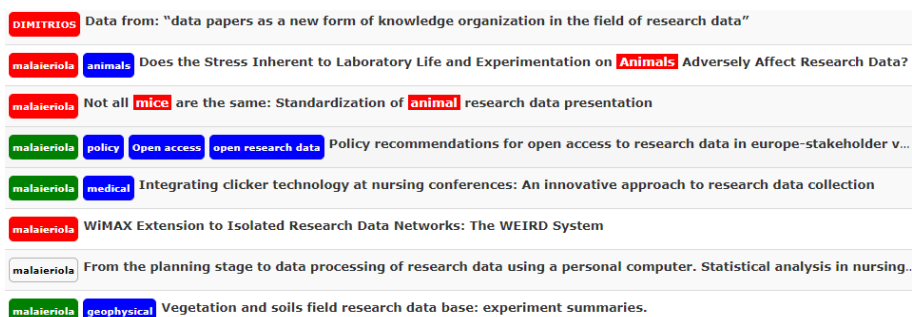 DIMITRIOS Data from: “data papers as a new form of knowledge organization in the field of research data”
malaieriola animals Does the Stress Inherent to Laboratory Life and Experimentation on Animals Adversely Affect Research Data?
malaieriola Not all mice are the same: Standardization of animal research data presentation
malaieriola policy Open access open research data Policy recommendations for open access to research data in europe-stakeholder v...
malaieriola medical Integrating clicker technology at nursing conferences: An innovative approach to research data collection
malaieriola WiMAX Extension to Isolated Research Data Networks: The WEIRD System
malaieriola From the planning stage to data processing of research data using a personal computer. Statistical analysis in nursing...
malaieriola geophysical Vegetation and soils field research data base: experiment summaries.